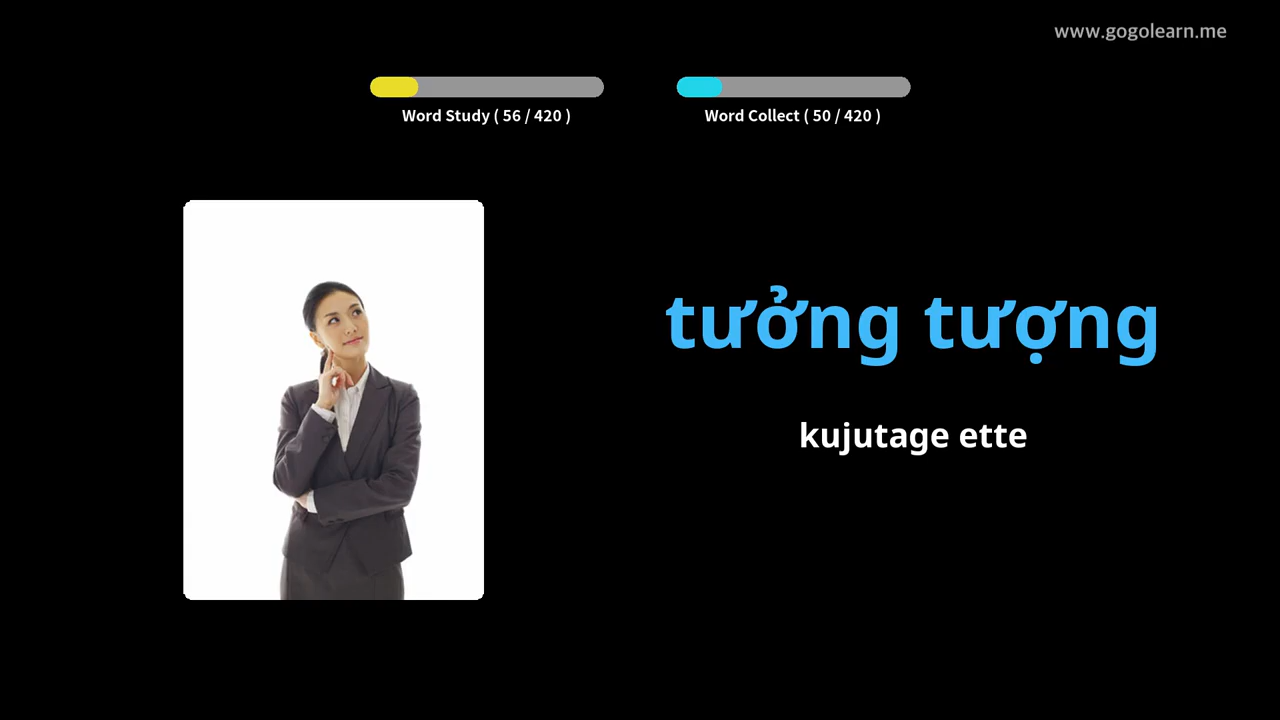 www.gogolearn.me
Word Study ( 56 / 420 )
Word Collect ( 50 / 420 )
tưởng tượng
kujutage ette